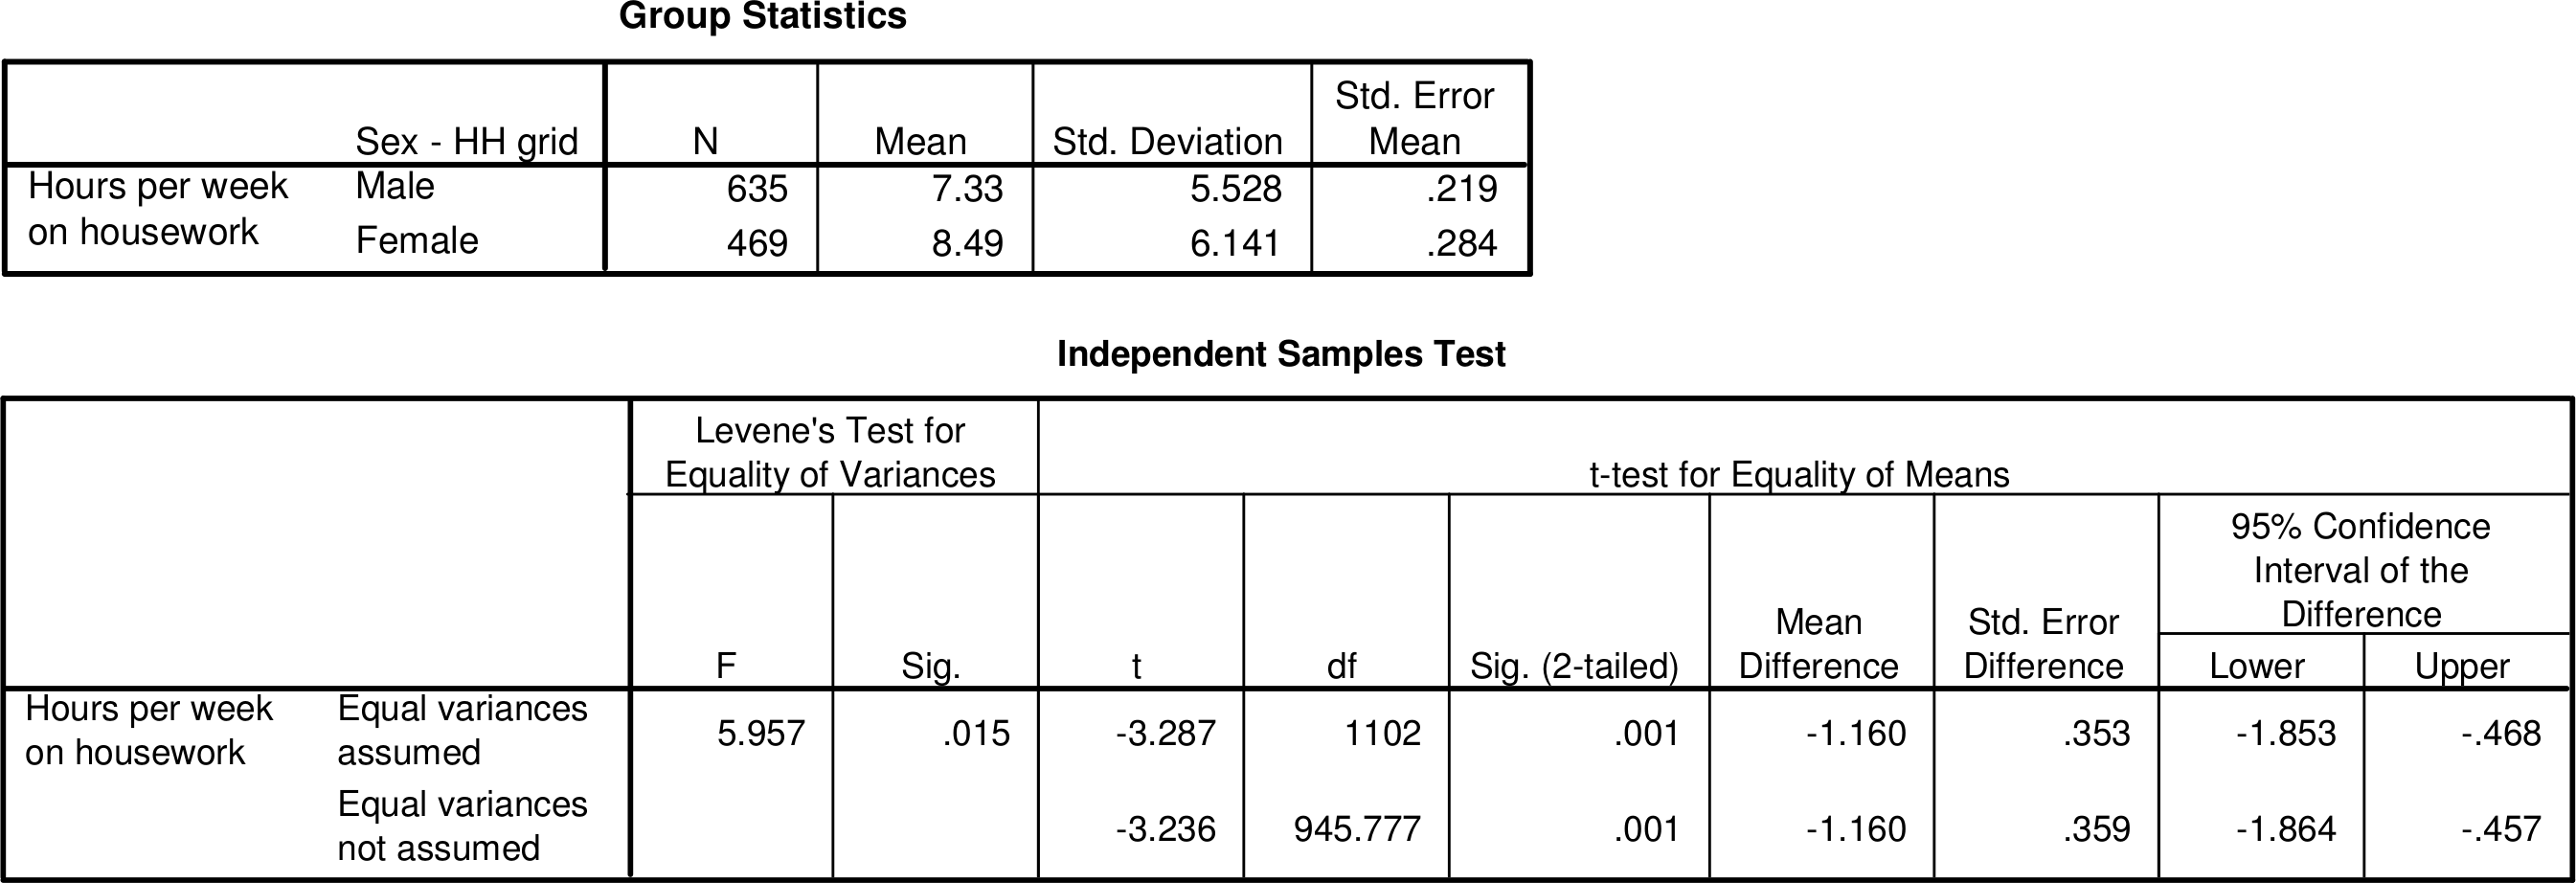 Group Statistics
Sex - HH grid N Mean Std. Deviation Std. Error Mean
Hours per week on housework Male 635 7.33 5.528 .219
Female 469 8.49 6.141 .284
Independent Samples Test
Levene's Test for Equality of Variances t-test for Equality of Means
F Sig. t df Sig. (2-tailed) Mean Difference Std. Error Difference 95% Confidence Interval of the Difference
Lower Upper
Hours per week on housework Equal variances assumed 5.957 .015 -3.287 1102 .001 -1.160 .353 -1.853 -.468
Equal variances not assumed -3.236 945.777 .001 -1.160 .359 -1.864 -.457